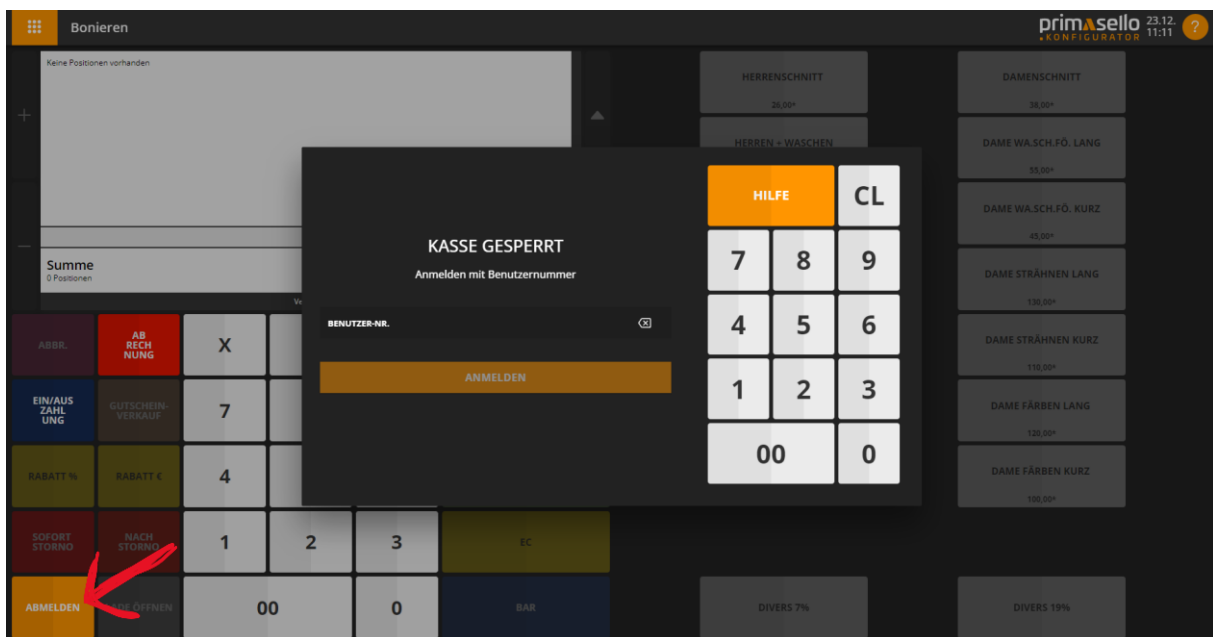 Bonieren
primasello
KONFIGURATOR
23.12.
11:11
?
Keine Positionen vorhanden
+
−
Summe
0 Positionen
ABBR.
AB
RECH
NUNG
X
EIN/AUS
ZAHL
UNG
GUTSCHEIN-
VERKAUF
7
RABATT %
RABATT €
4
SOFORT
STORNO
NACH
STORNO
1
2
3
EC
ABMELDEN
ÖFFNEN
00
0
BAR
KASSE GESPERRT
Anmelden mit Benutzernummer
BENUTZER-NR.
ANMELDEN
HILFE
CL
7
8
9
4
5
6
1
2
3
00
0
HERRENSCHNITT
26,00*
HERREN + WASCHEN
DIVERS 7%
DAMENSCHNITT
38,00*
DAME WA.SCH.FÖ. LANG
55,00*
DAME WA.SCH.FÖ. KURZ
45,00*
DAME STRÄHNEN LANG
130,00*
DAME STRÄHNEN KURZ
110,00*
DAME FÄRBEN LANG
120,00*
DAME FÄRBEN KURZ
100,00*
DIVERS 19%